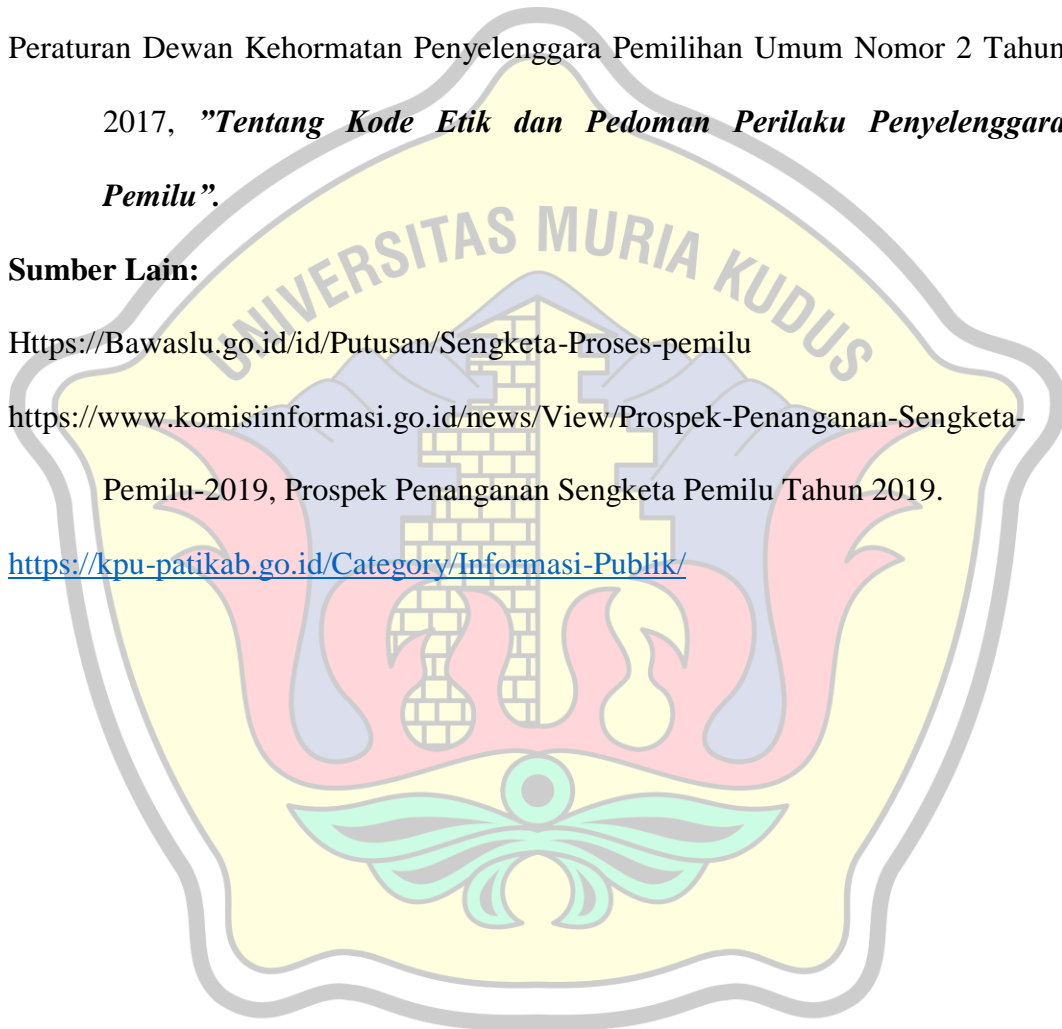 Peraturan Dewan Kehormatan Penyelenggara Pemilihan Umum Nomor 2 Tahun
2017, ”Tentang Kode Etik dan Pedoman Perilaku Penyelenggara
Pemilu”.
UNIVERSITAS MURIA KUDUS
Sumber Lain:
Https://Bawaslu.go.id/id/Putusan/Sengketa-Proses-pemilu
https://www.komisiinformasi.go.id/news/View/Prospek-Penanganan-Sengketa-
Pemilu-2019, Prospek Penanganan Sengketa Pemilu Tahun 2019.
https://kpu-patikab.go.id/Category/Informasi-Publik/